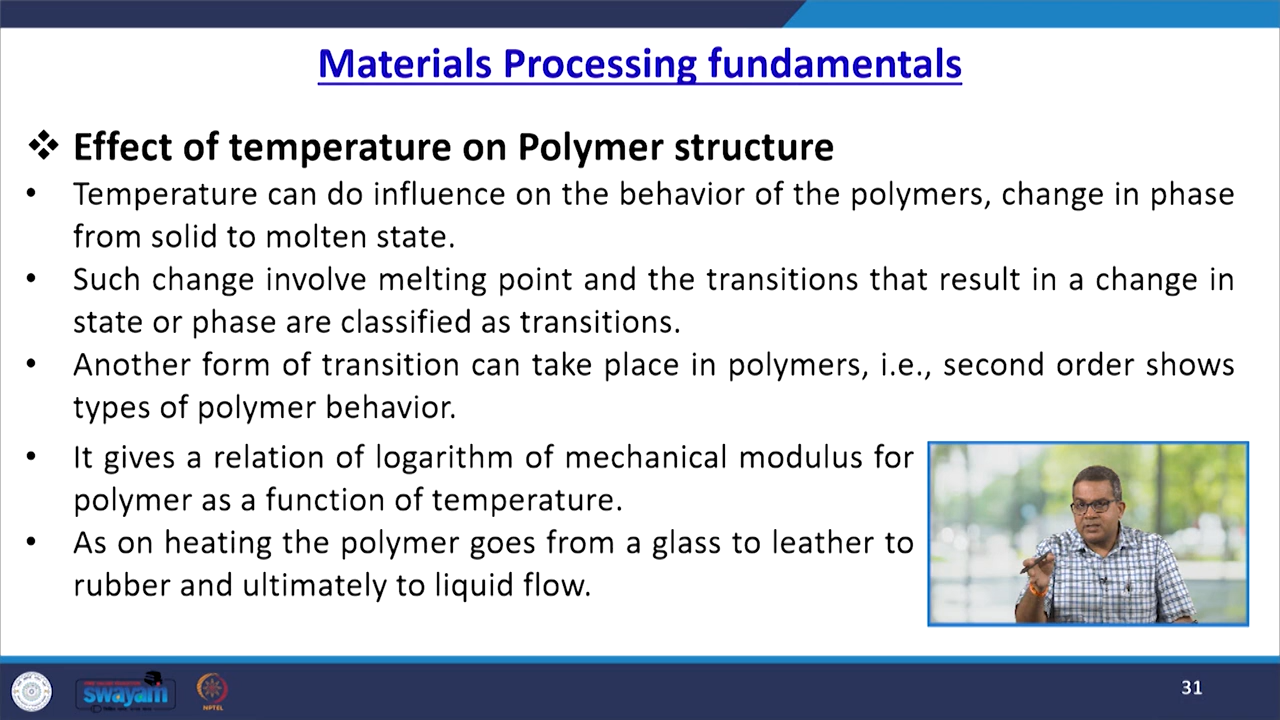 Materials Processing fundamentals
❖ Effect of temperature on Polymer structure
• Temperature can do influence on the behavior of the polymers, change in phase
from solid to molten state.
• Such change involve melting point and the transitions that result in a change in
state or phase are classified as transitions.
• Another form of transition can take place in polymers, i.e., second order shows
types of polymer behavior.
• It gives a relation of logarithm of mechanical modulus for
polymer as a function of temperature.
• As on heating the polymer goes from a glass to leather to
rubber and ultimately to liquid flow.
swayam
NPTEL
31